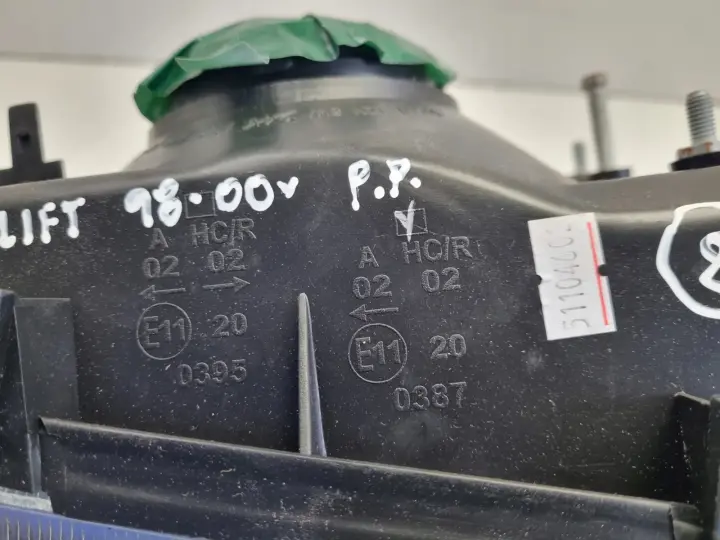 LIFT 98-00v P.P.
A HC/R
02 02
← →
E11 20
0395
A HC/R
02 02
←
E11 20
0387